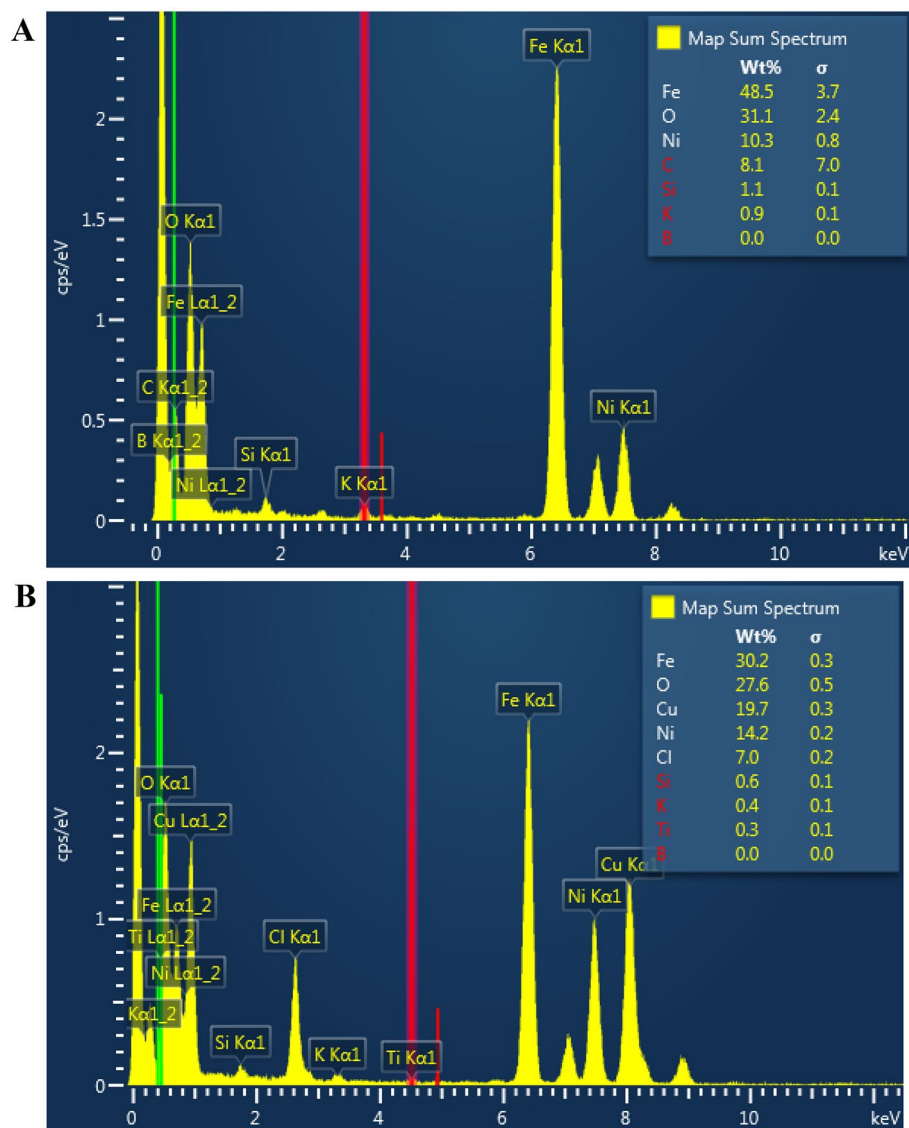 A
Map Sum Spectrum
Wt% σ
Fe 48.5 3.7
O 31.1 2.4
Ni 10.3 0.8
C 8.1 7.0
Si 1.1 0.1
K 0.9 0.1
B 0.0 0.0
Fe Kα1
O Kα1
Fe Lα1_2
C Kα1_2
B Kα1_2
Ni Lα1_2
Si Kα1
K Kα1
Ni Kα1
cps/eV
2
1.5
1
0.5
0
0 2 4 6 8 10 keV
B
Map Sum Spectrum
Wt% σ
Fe 30.2 0.3
O 27.6 0.5
Cu 19.7 0.3
Ni 14.2 0.2
Cl 7.0 0.2
Si 0.6 0.1
K 0.4 0.1
Ti 0.3 0.1
B 0.0 0.0
Fe Kα1
O Kα1
Cu Lα1_2
Fe Lα1_2
Ti Lα1_2
Ni Lα1_2
Kα1_2
Cl Kα1
Si Kα1
K Kα1
Ti Kα1
Ni Kα1
Cu Kα1
cps/eV
2
1
0
0 2 4 6 8 10 keV